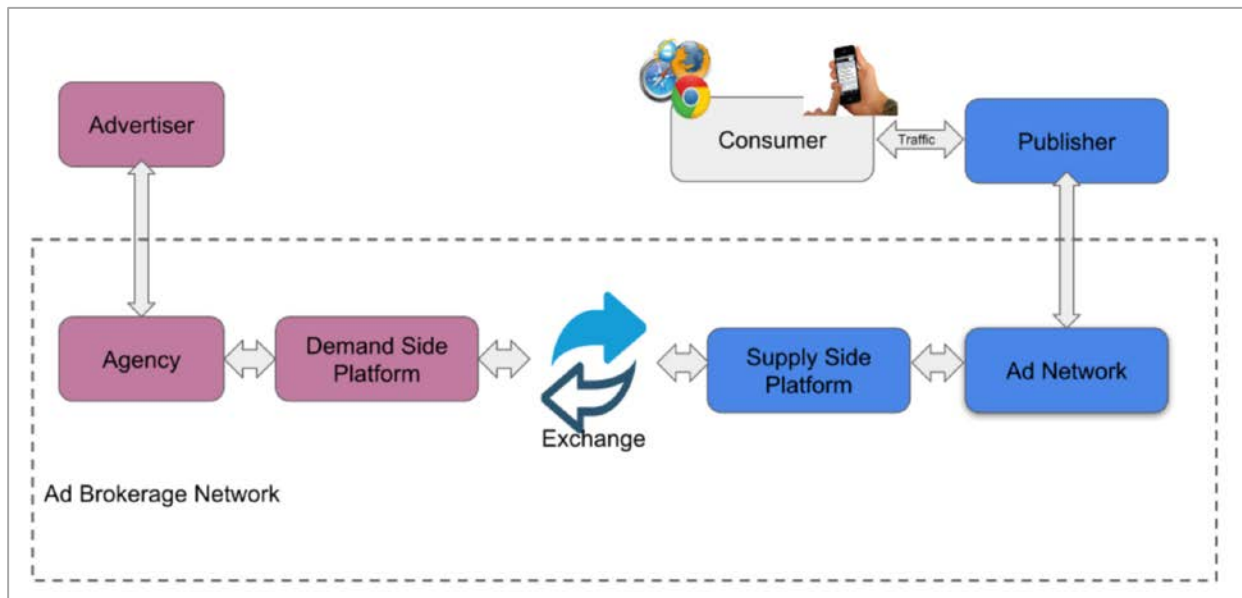 Advertiser
Consumer
Traffic
Publisher
Agency
Demand Side
Platform
Exchange
Supply Side
Platform
Ad Network
Ad Brokerage Network